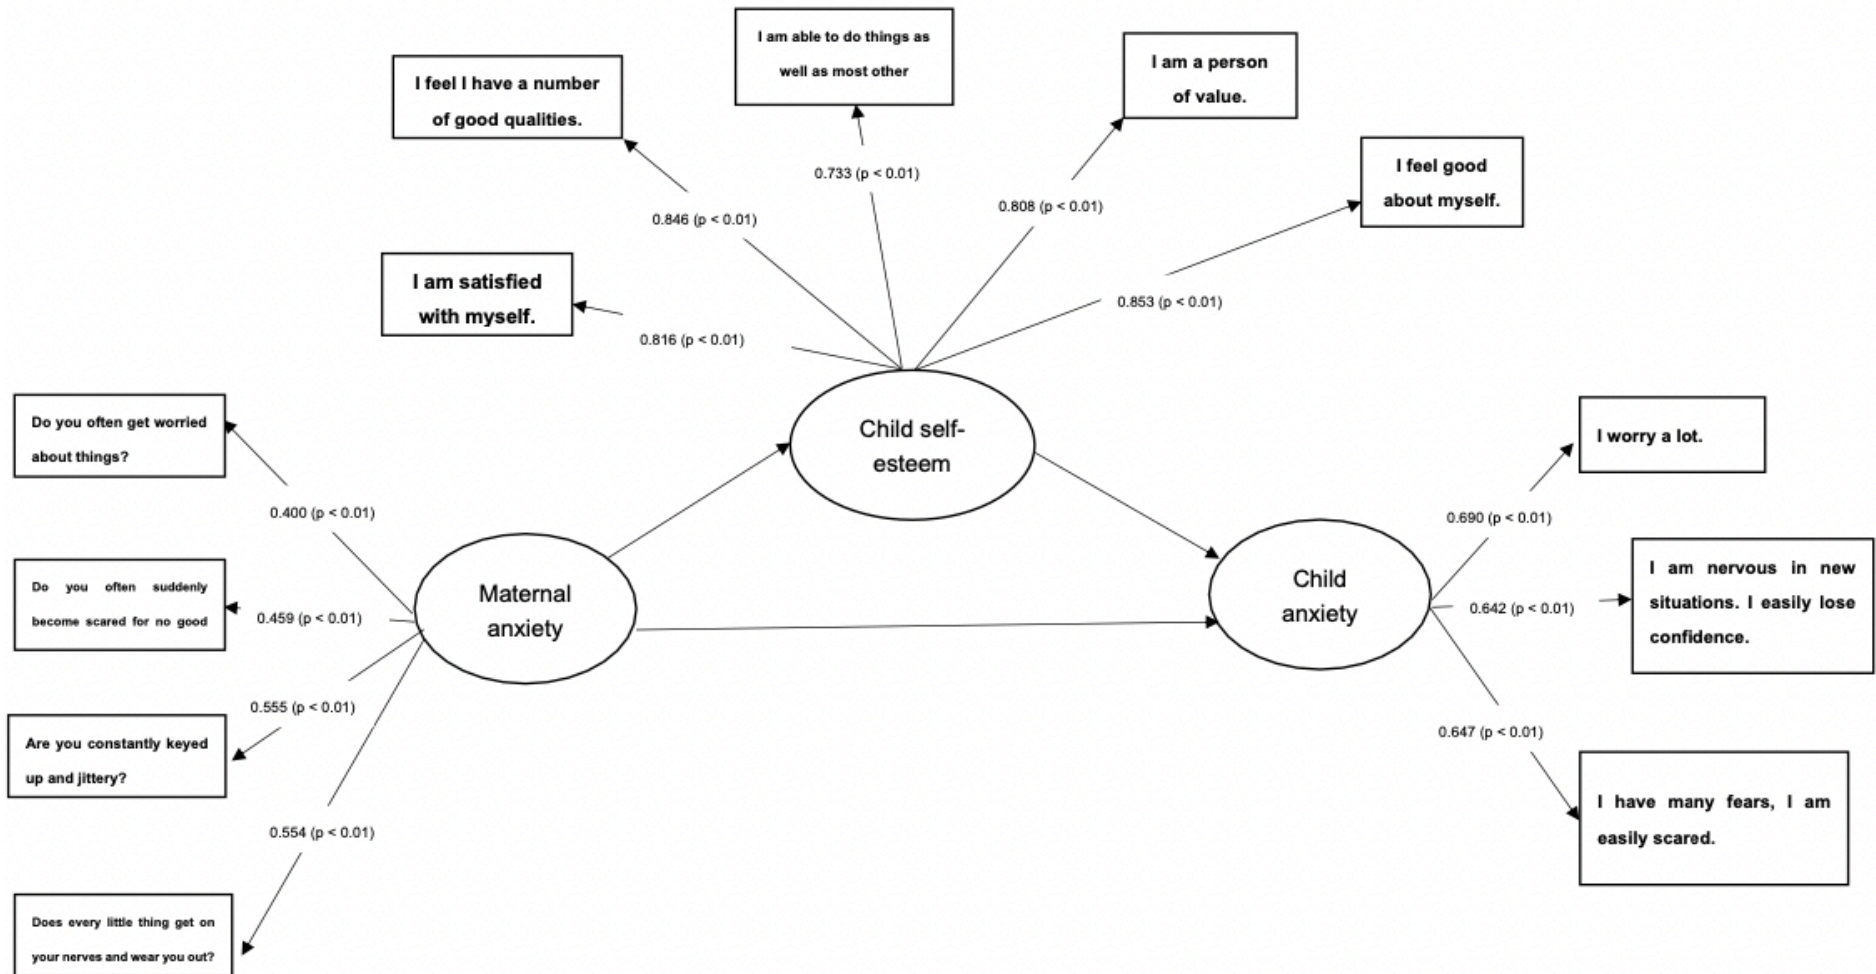 I am able to do things as
well as most other
I am a person
of value.
I feel I have a number
of good qualities.
I feel good
about myself.
0.733 (p < 0.01)
0.808 (p < 0.01)
0.846 (p < 0.01)
I am satisfied
with myself.
0.853 (p < 0.01)
0.816 (p < 0.01)
Child self-
esteem
Do you often get worried
about things?
I worry a lot.
0.400 (p < 0.01)
0.690 (p < 0.01)
Do you often suddenly
become scared for no good
0.459 (p < 0.01)
Maternal
anxiety
Child
anxiety
0.642 (p < 0.01)
I am nervous in new
situations. I easily lose
confidence.
0.555 (p < 0.01)
0.647 (p < 0.01)
Are you constantly keyed
up and jittery?
0.554 (p < 0.01)
I have many fears, I am
easily scared.
Does every little thing get on
your nerves and wear you out?